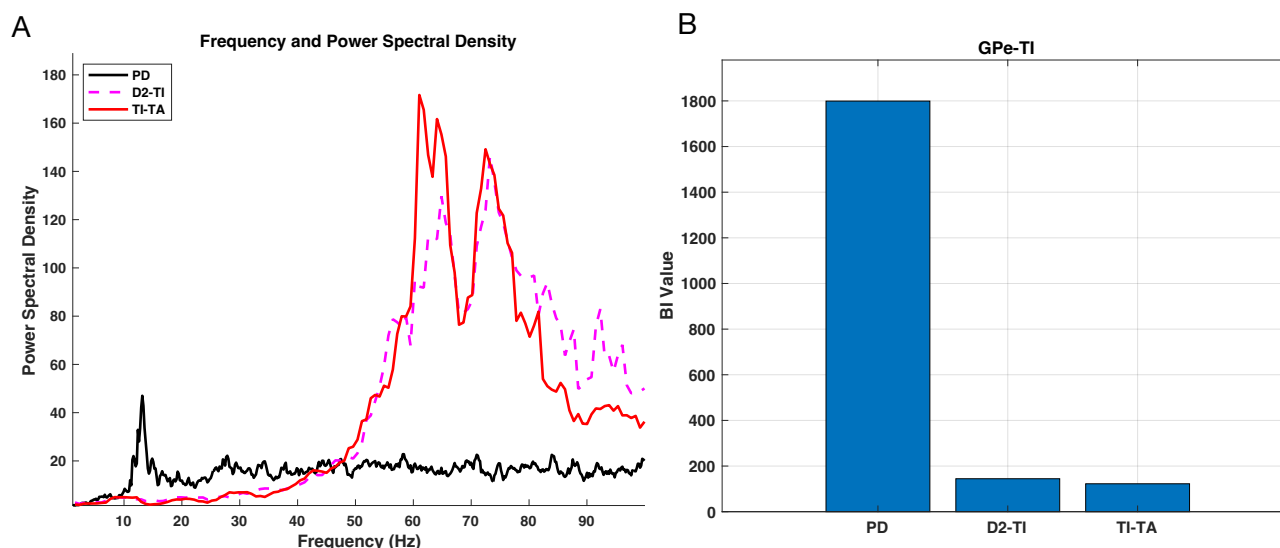 A
Frequency and Power Spectral Density
PD
D2-TI
TI-TA
Power Spectral Density
180
160
140
120
100
80
60
40
20
10 20 30 40 50 60 70 80 90
Frequency (Hz)
B
GPe-TI
BI Value
1800
1600
1400
1200
1000
800
600
400
200
0
PD D2-TI TI-TA